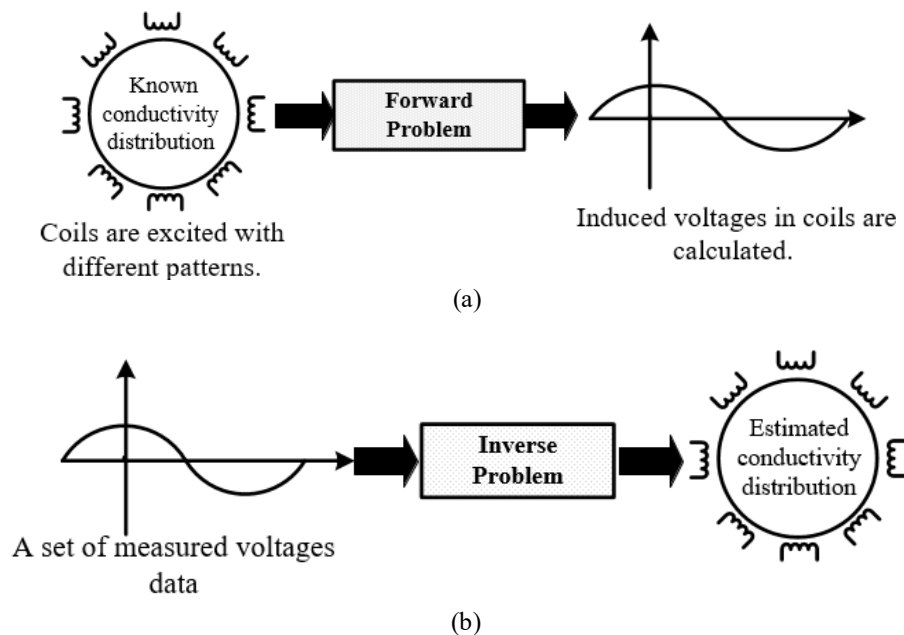 Known
conductivity
distribution
Forward
Problem
Coils are excited with
different patterns.
Induced voltages in coils are
calculated.
(a)
Inverse
Problem
Estimated
conductivity
distribution
A set of measured voltages
data
(b)